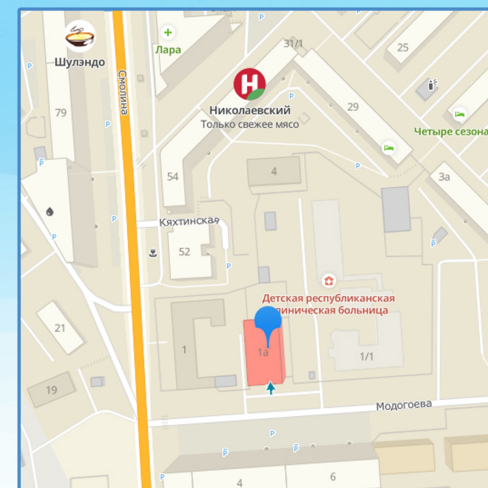 31/1
25
Лара
Шулэндо
Смолина
79
Николаевский
Только свежее мясо
29
Четыре сезона
54
4
3а
Кяхтинская
52
Детская республиканская
клиническая больница
21
1
1а
1/1
19
Модогоева
4
6
Н
P
P
P
P
P
P
P
P
P
P
P
P
P
P